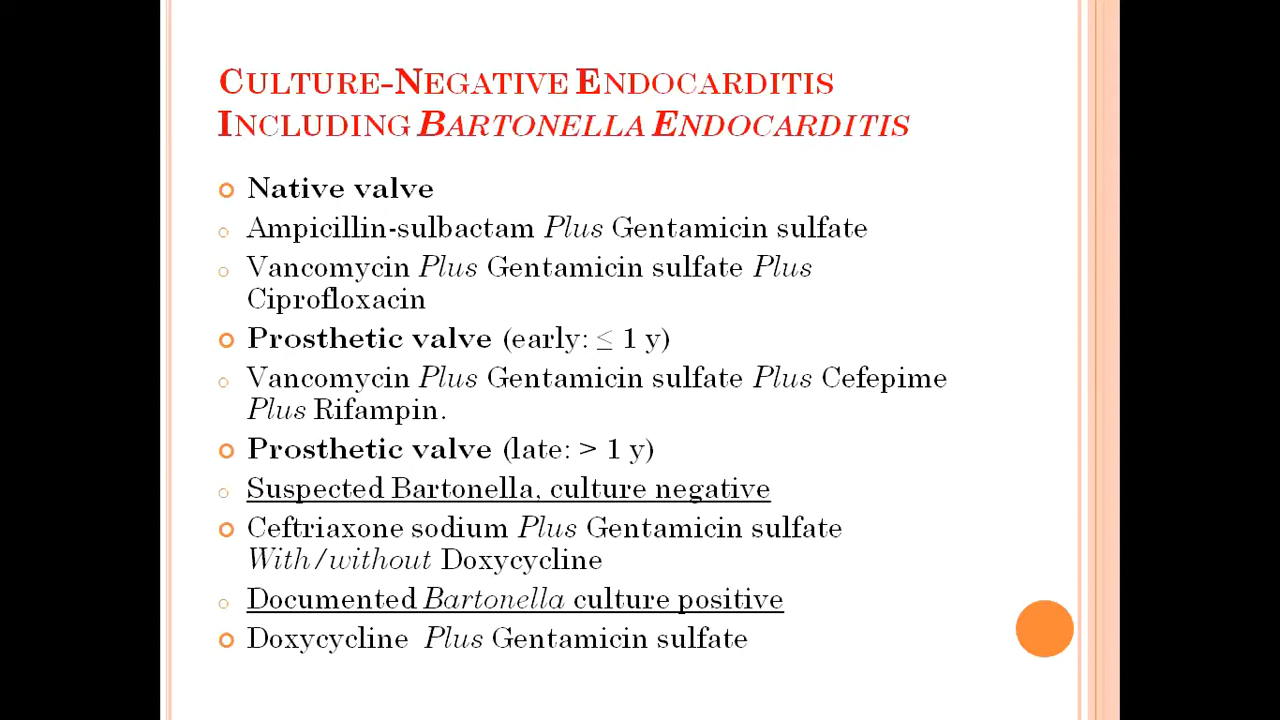 CULTURE-NEGATIVE ENDOCARDITIS
INCLUDING BARTONELLA ENDOCARDITIS
Native valve
Ampicillin-sulbactam Plus Gentamicin sulfate
Vancomycin Plus Gentamicin sulfate Plus
Ciprofloxacin
Prosthetic valve (early: ≤ 1 y)
Vancomycin Plus Gentamicin sulfate Plus Cefepime
Plus Rifampin.
Prosthetic valve (late: > 1 y)
Suspected Bartonella, culture negative
Ceftriaxone sodium Plus Gentamicin sulfate
With/without Doxycycline
Documented Bartonella culture positive
Doxycycline Plus Gentamicin sulfate